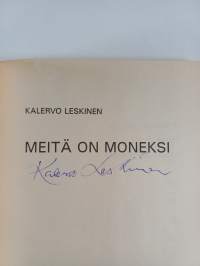 KALERVO LESKINEN
MEITÄ ON MONEKSI
Kalervo Leskinen